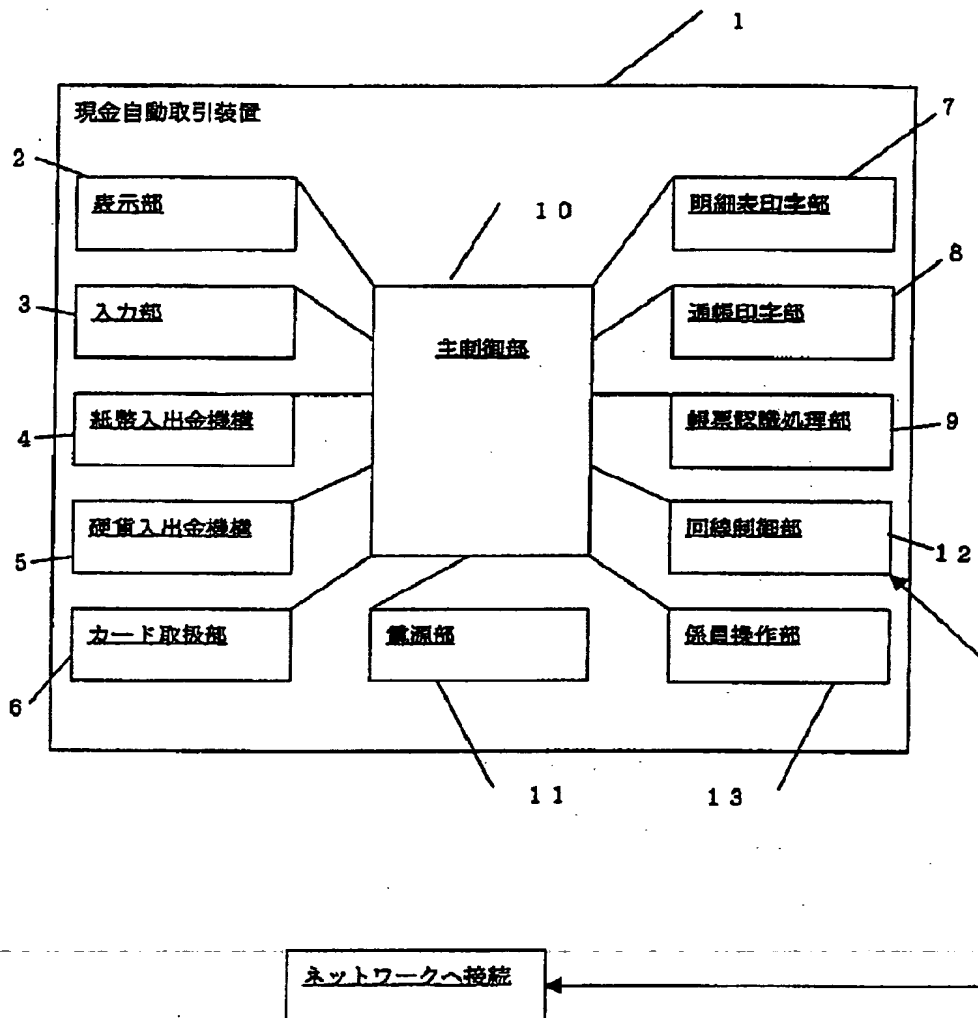 1
現金自動取引装置
7
2
表示部
10
明細表印字部
8
3
入力部
主制御部
通帳印字部
4
紙幣入出金機構
帳票認識処理部
9
5
硬貨入出金機構
回線制御部
12
6
カード取扱部
電源部
係員操作部
11
13
ネットワークへ接続